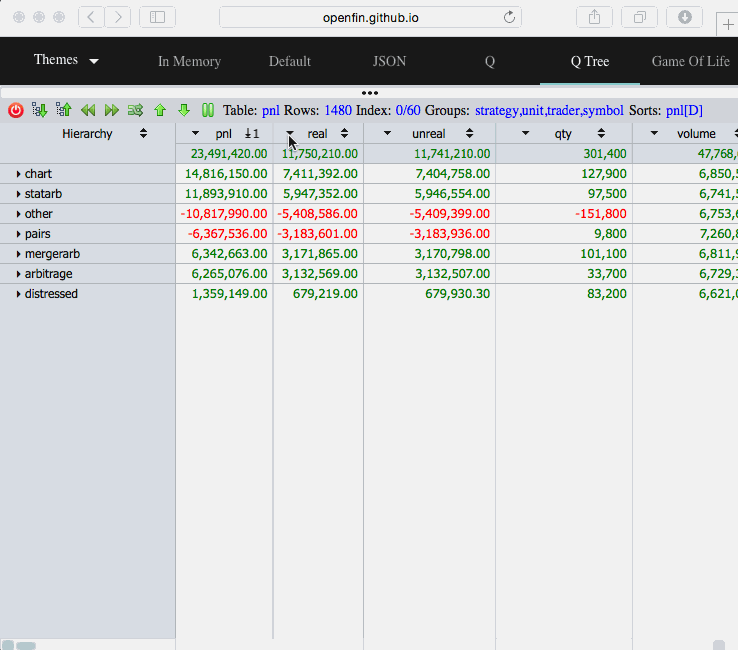 openfin.github.io
Themes In Memory Default JSON Q Q Tree Game Of Life
Table: pnl Rows: 1480 Index: 0/60 Groups: strategy,unit,trader,symbol Sorts: pnl[D]
Hierarchy pnl 1 real unreal qty volume
23,491,420.00 11,750,210.00 11,741,210.00 301,400 47,768,
chart 14,816,150.00 7,411,392.00 7,404,758.00 127,900 6,850,
statarb 11,893,910.00 5,947,352.00 5,946,554.00 97,500 6,741,
other -10,817,990.00 -5,408,586.00 -5,409,399.00 -151,800 6,753,
pairs -6,367,536.00 -3,183,601.00 -3,183,936.00 9,800 7,260,
mergerarb 6,342,663.00 3,171,865.00 3,170,798.00 101,100 6,811,
arbitrage 6,265,076.00 3,132,569.00 3,132,507.00 33,700 6,729,
distressed 1,359,149.00 679,219.00 679,930.30 83,200 6,621,